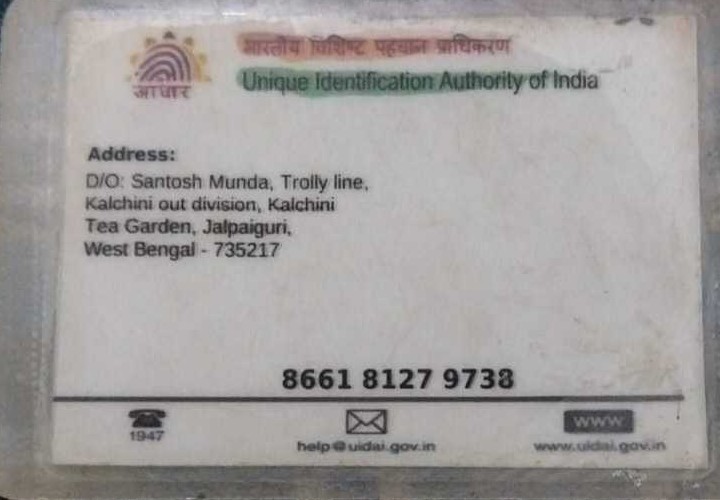 भारतीय विशिष्ट पहचान प्राधिकरण
आधार
Unique Identification Authority of India
Address:
D/O: Santosh Munda, Trolly line,
Kalchini out division, Kalchini
Tea Garden, Jalpaiguri,
West Bengal - 735217
8661 8127 9738
1947
help@uidai.gov.in
WWW
www.uidai.gov.in